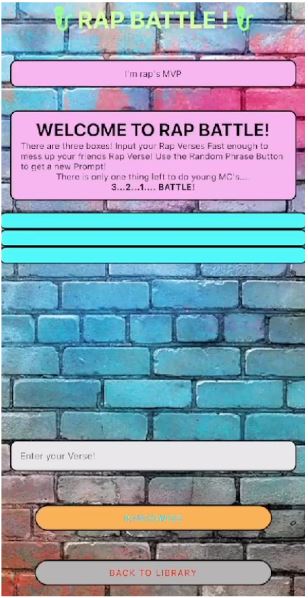 RAP BATTLE !
I'm rap's MVP
WELCOME TO RAP BATTLE!
There are three boxes! Input your Rap Verses Fast enough to
mess up your friends Rap Verse! Use the Random Phrase Button
to get a new Prompt!
There is only one thing left to do young MC's....
3...2...1.... BATTLE!
Enter your Verse!
BACK TO LIBRARY